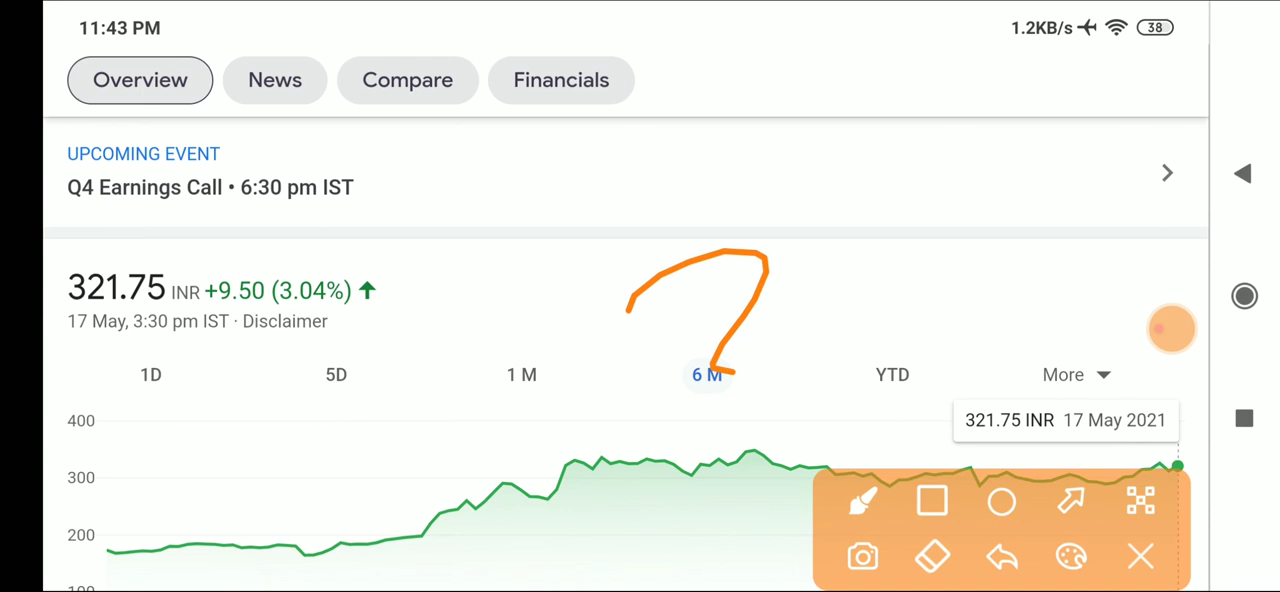 11:43 PM 1.2KB/s 38
Overview News Compare Financials
UPCOMING EVENT
Q4 Earnings Call • 6:30 pm IST
321.75 INR +9.50 (3.04%) ↑
17 May, 3:30 pm IST · Disclaimer
1D 5D 1 M 6 M YTD More
321.75 INR 17 May 2021
400
300
200